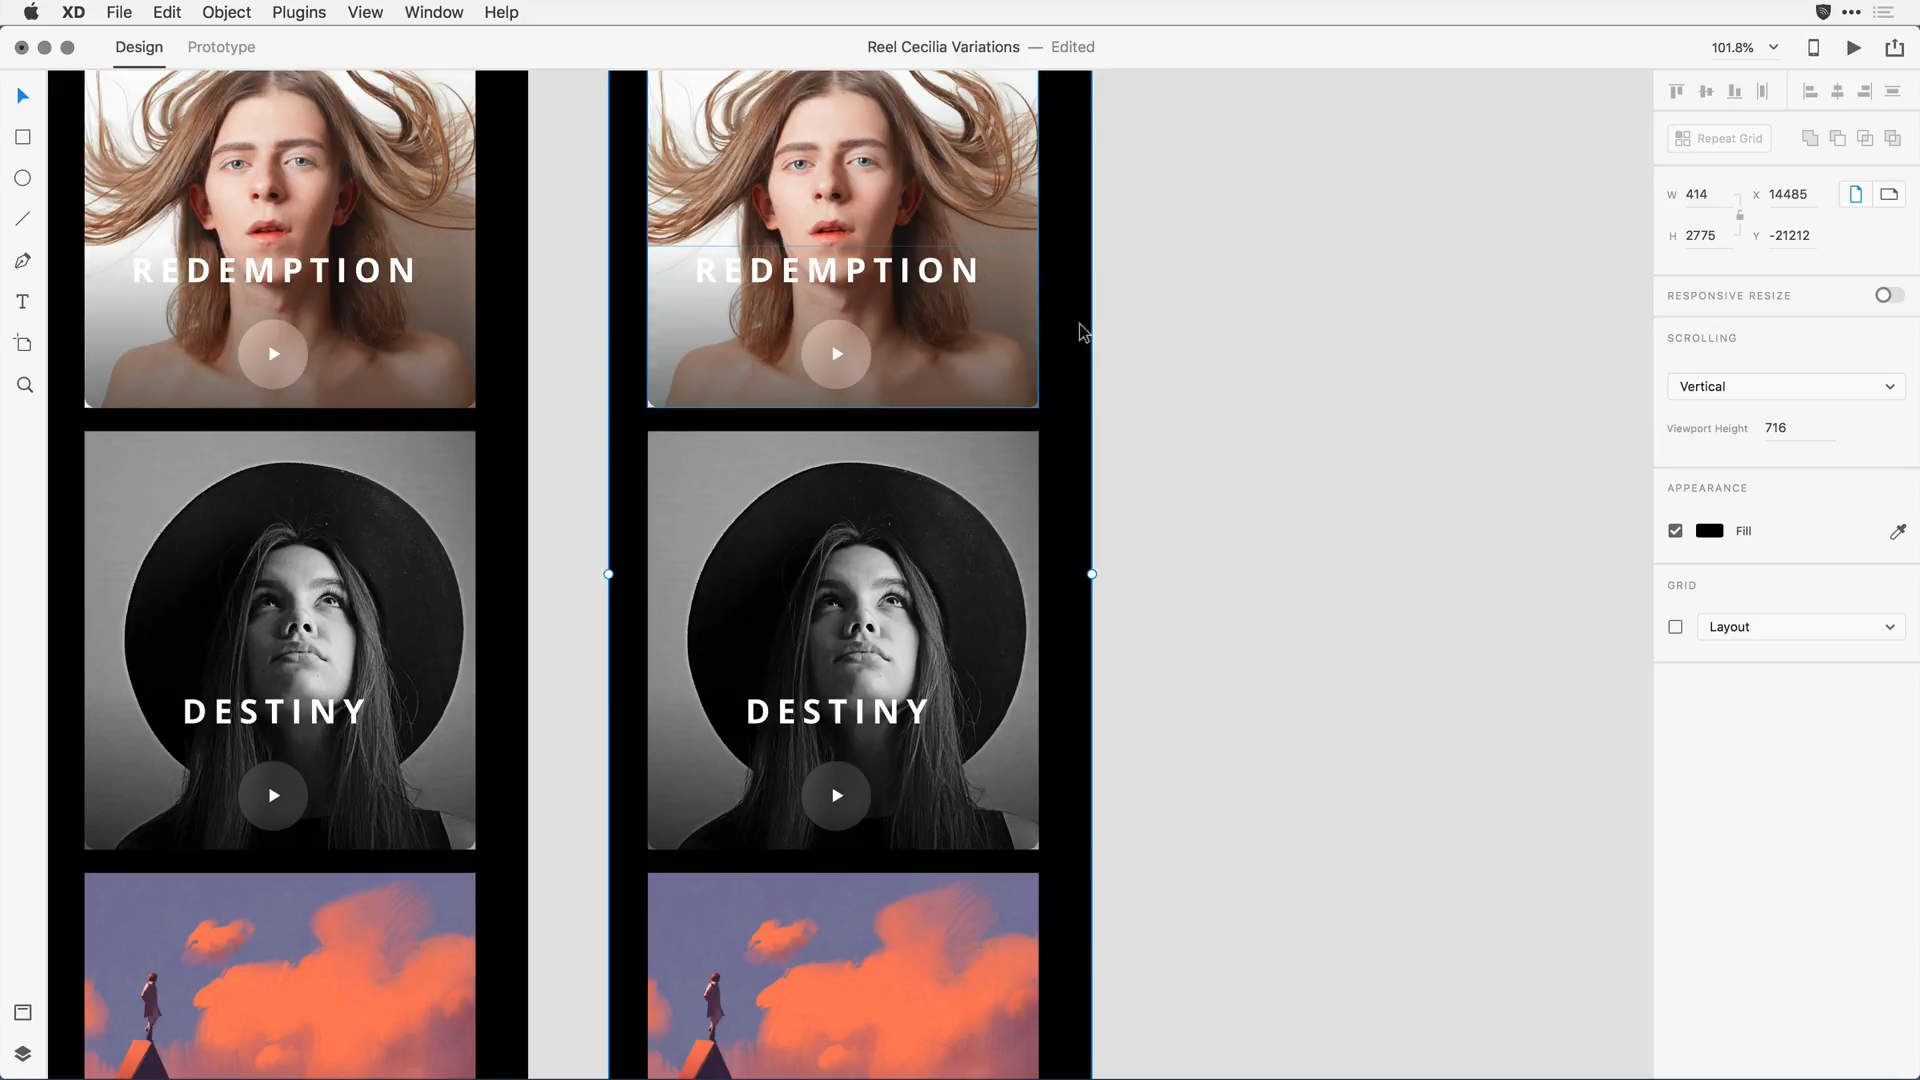 XD File Edit Object Plugins View Window Help
Design Prototype
Reel Cecilia Variations — Edited
101.8%
Repeat Grid
W 414 X 14485
H 2775 Y -21212
RESPONSIVE RESIZE
SCROLLING
Vertical
Viewport Height 716
APPEARANCE
Fill
GRID
Layout
T
REDEMPTION REDEMPTION
DESTINY DESTINY